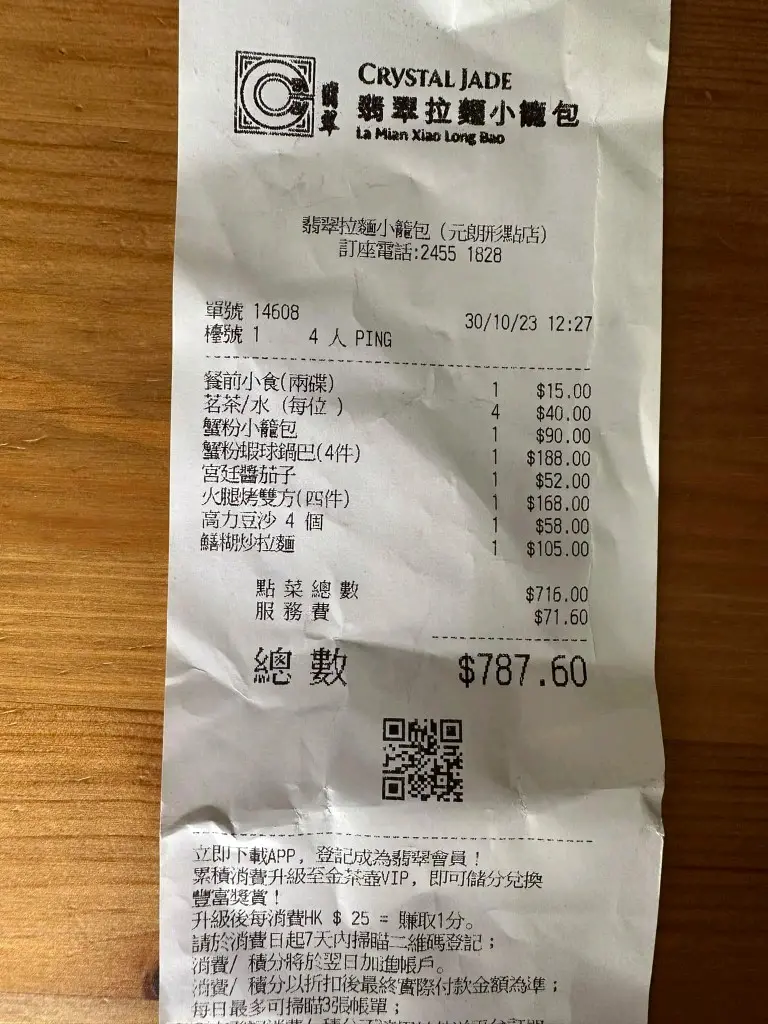 CRYSTAL JADE
翡翠
翡翠拉麵小籠包
La Mian Xiao Long Bao
翡翠拉麵小籠包 (元朗形點店)
訂座電話:2455 1828
單號 14608 30/10/23 12:27
檯號 1 4 人 PING
餐前小食(兩碟) 1 $15.00
茗茶/水 (每位 ) 4 $40.00
蟹粉小籠包 1 $90.00
蟹粉蝦球鍋巴(4件) 1 $188.00
宮廷醬茄子 1 $52.00
火腿烤雙方(四件) 1 $168.00
高力豆沙 4 個 1 $58.00
鱔糊炒拉麵 1 $105.00
點菜總數 $716.00
服務費 $71.60
總數 $787.60
立即下載APP, 登記成為翡翠會員!
累積消費升級至金茶壺VIP, 即可儲分兌換
豐富獎賞!
升級後每消費HK $ 25 = 賺取1分。
請於消費日起7天內掃瞄二維碼登記;
消費/ 積分將於翌日加進帳戶。
消費/ 積分以折扣後最終實際付款金額為準;
每日最多可掃瞄3張帳單;